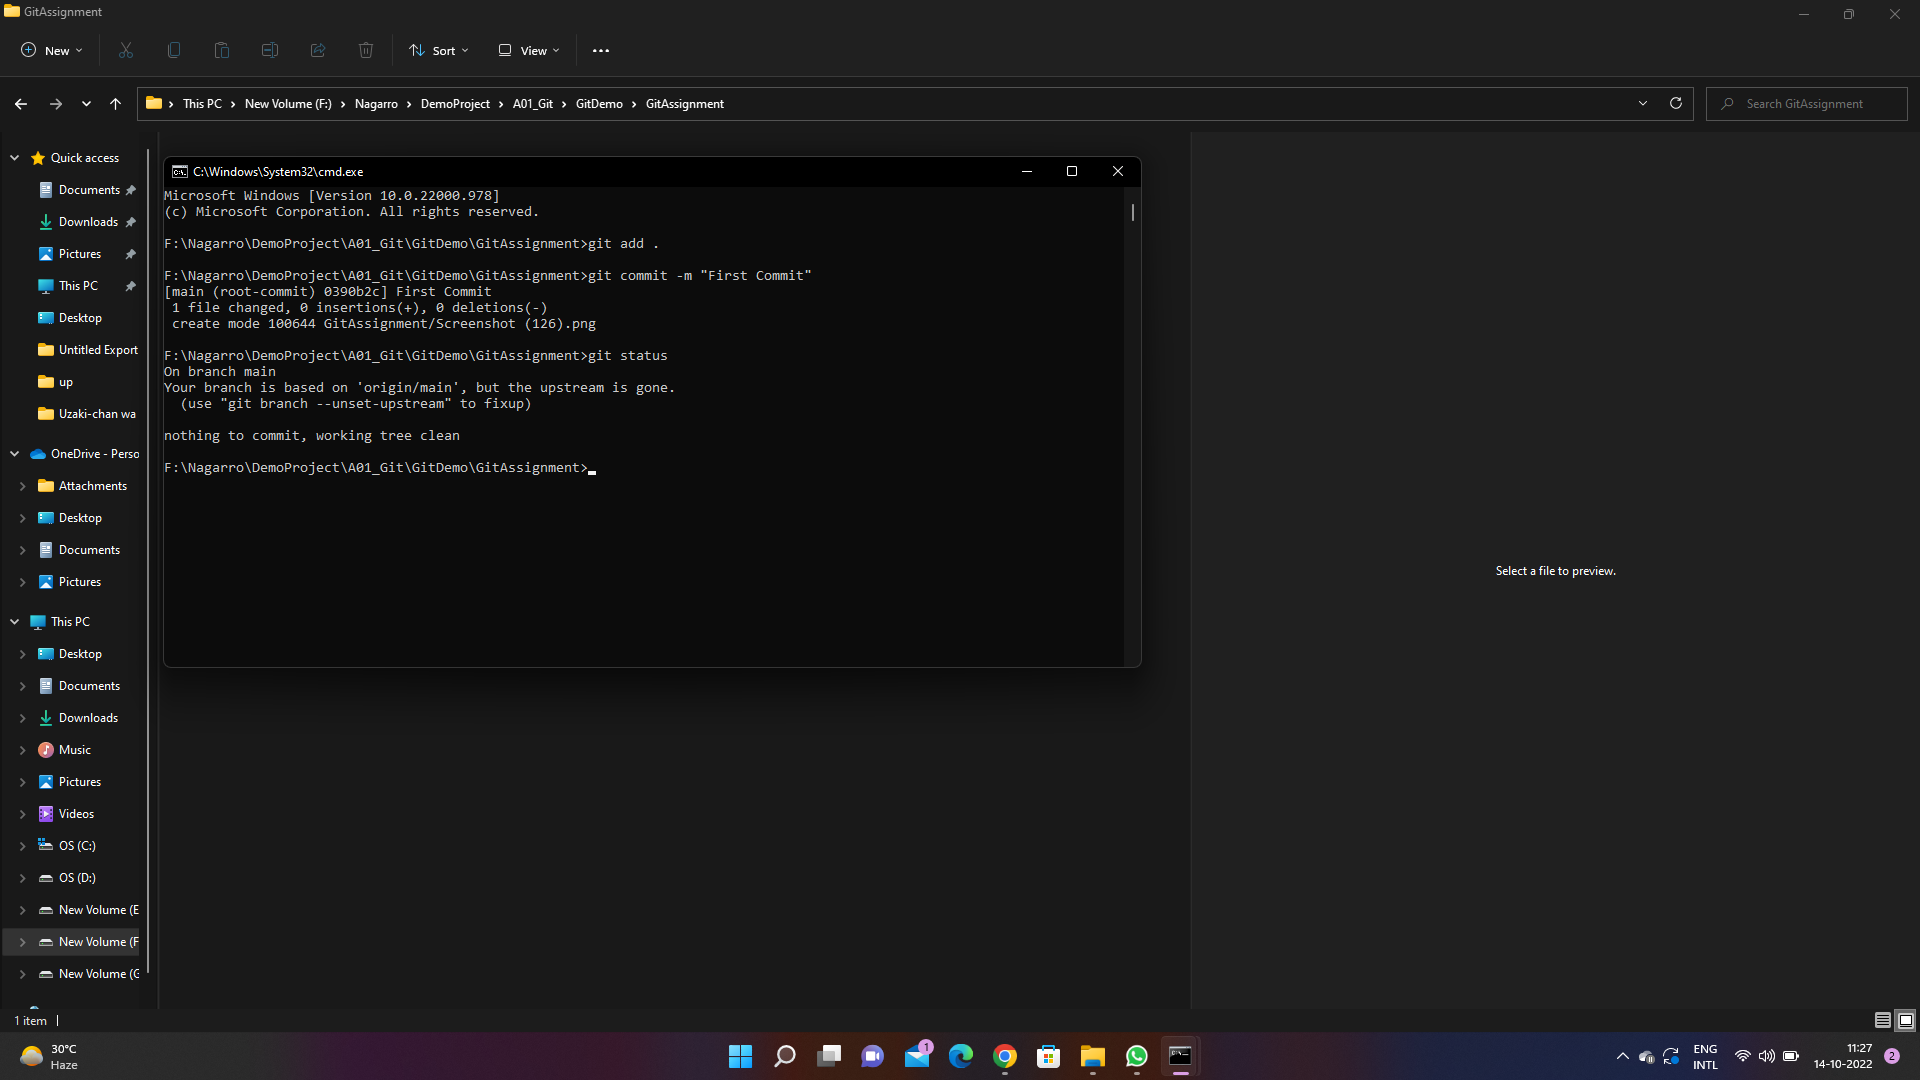 GitAssignment
New
Sort
View
This PC
New Volume (F:)
Nagarro
DemoProject
A01_Git
GitDemo
GitAssignment
Search GitAssignment
Quick access
Documents
Downloads
Pictures
This PC
Desktop
Untitled Export
up
Uzaki-chan wa
OneDrive - Perso
Attachments
Desktop
Documents
Pictures
This PC
Desktop
Documents
Downloads
Music
Pictures
Videos
OS (C:)
OS (D:)
New Volume (E
New Volume (F
New Volume (G
C:\Windows\System32\cmd.exe
Microsoft Windows [Version 10.0.22000.978]
(c) Microsoft Corporation. All rights reserved.
F:\Nagarro\DemoProject\A01_Git\GitDemo\GitAssignment>git add .
F:\Nagarro\DemoProject\A01_Git\GitDemo\GitAssignment>git commit -m "First Commit"
[main (root-commit) 0390b2c] First Commit
1 file changed, 0 insertions(+), 0 deletions(-)
create mode 100644 GitAssignment/Screenshot (126).png
F:\Nagarro\DemoProject\A01_Git\GitDemo\GitAssignment>git status
On branch main
Your branch is based on 'origin/main', but the upstream is gone.
(use "git branch --unset-upstream" to fixup)
nothing to commit, working tree clean
F:\Nagarro\DemoProject\A01_Git\GitDemo\GitAssignment>
Select a file to preview.
1 item
30°C
Haze
1
ENG
INTL
11:27
14-10-2022
2